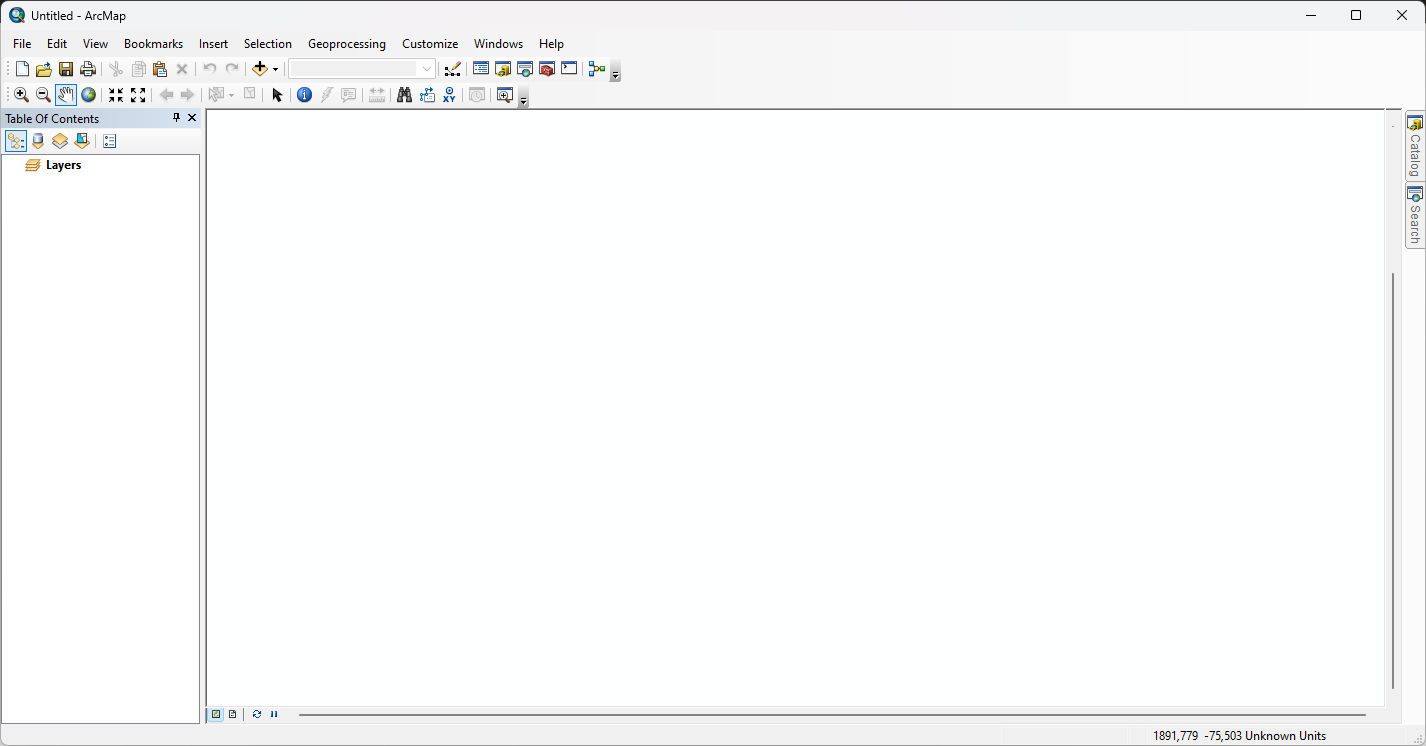 Untitled - ArcMap
File Edit View Bookmarks Insert Selection Geoprocessing Customize Windows Help
XY
Table Of Contents
Layers
Catalog
Search
1891,779 -75,503 Unknown Units